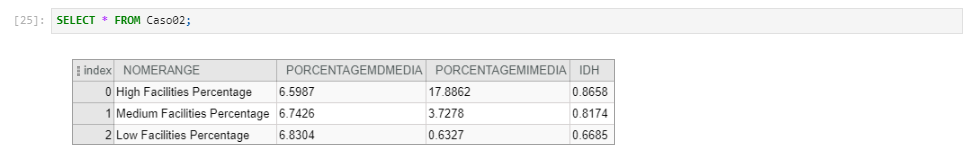 [25]: SELECT * FROM Caso02;
index NOMERANGE PORCENTAGEMDMEDIA PORCENTAGEMIMEDIA IDH
0 High Facilities Percentage 6.5987 17.8862 0.8658
1 Medium Facilities Percentage 6.7426 3.7278 0.8174
2 Low Facilities Percentage 6.8304 0.6327 0.6685